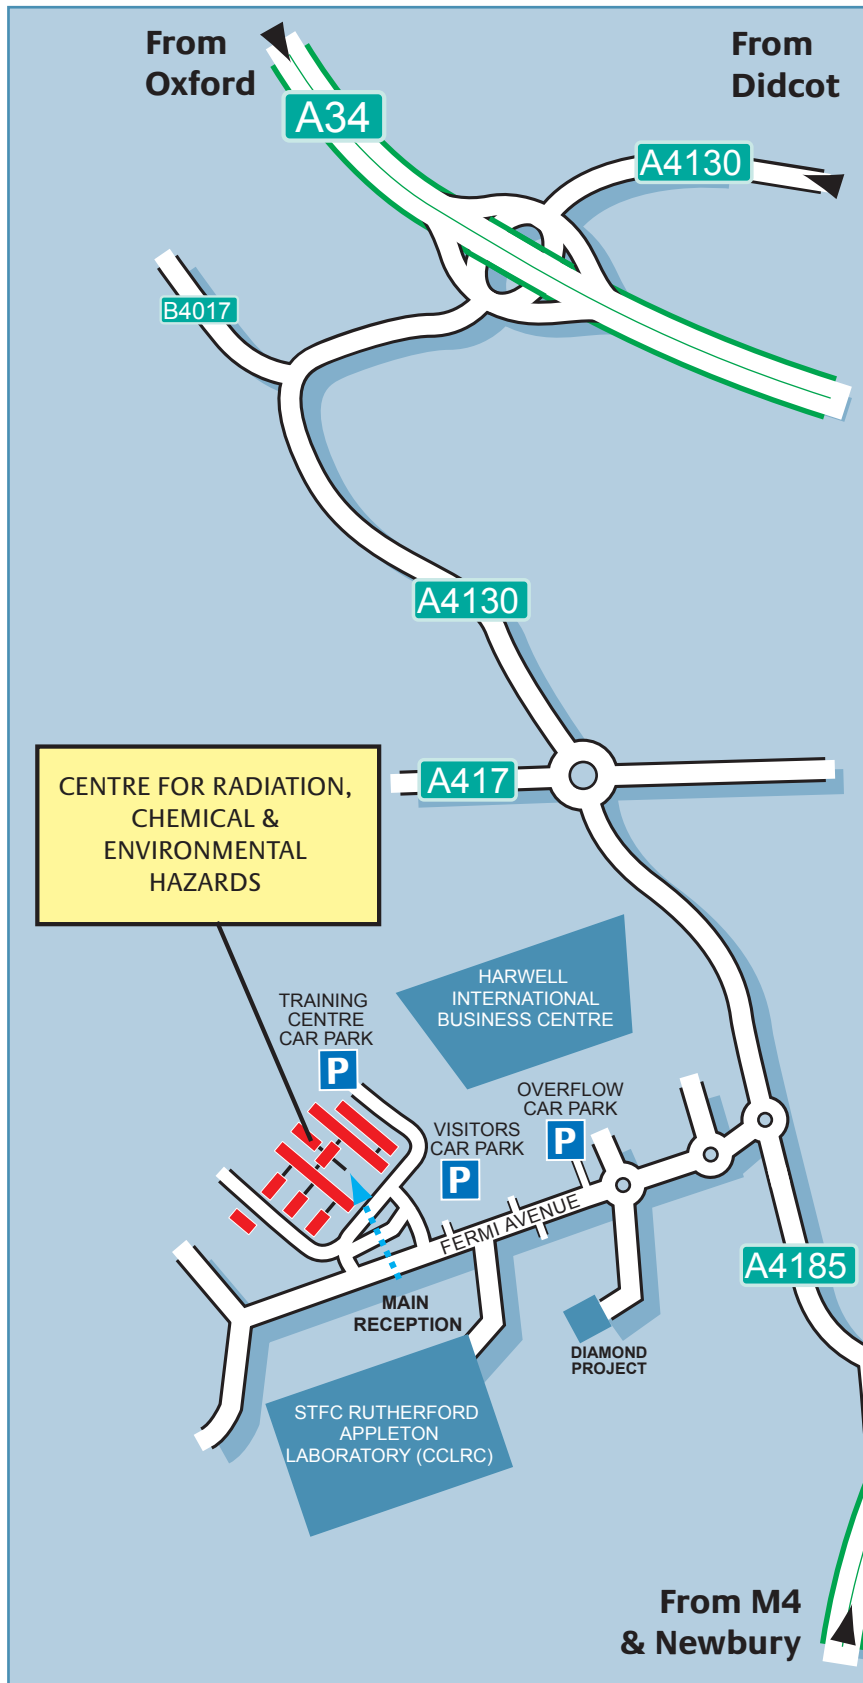 From
Oxford
From
Didcot
A34
A4130
B4017
A4130
A417
CENTRE FOR RADIATION,
CHEMICAL &
ENVIRONMENTAL
HAZARDS
HARWELL
INTERNATIONAL
BUSINESS CENTRE
TRAINING
CENTRE
CAR PARK
P
OVERFLOW
CAR PARK
P
VISITORS
CAR PARK
P
FERMI AVENUE
A4185
MAIN
RECEPTION
DIAMOND
PROJECT
STFC RUTHERFORD
APPLETON
LABORATORY (CCLRC)
From M4
& Newbury